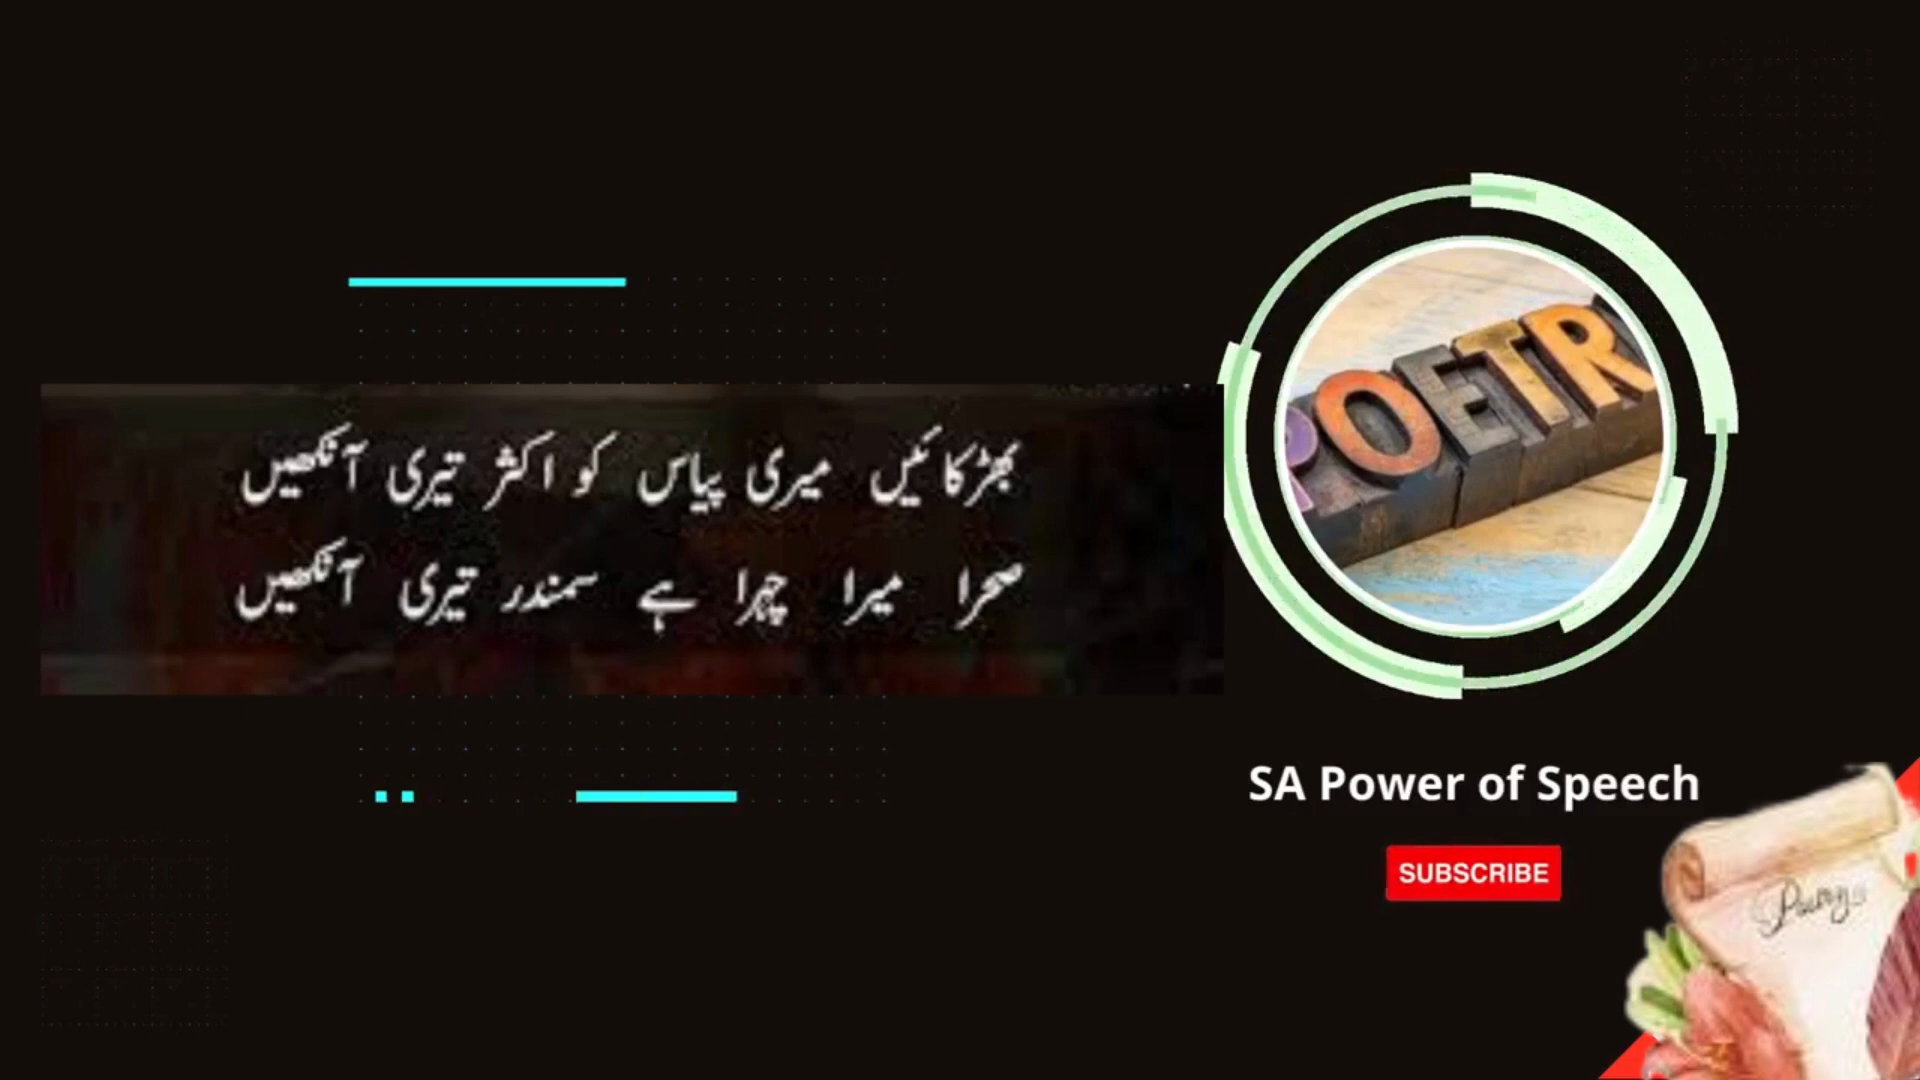 بھڑکائیں میری پیاس کو اکثر تیری آنکھیں
صحرا میرا چہرا ہے سمندر تیری آنکھیں
POETR
SA Power of Speech
SUBSCRIBE
Poetry